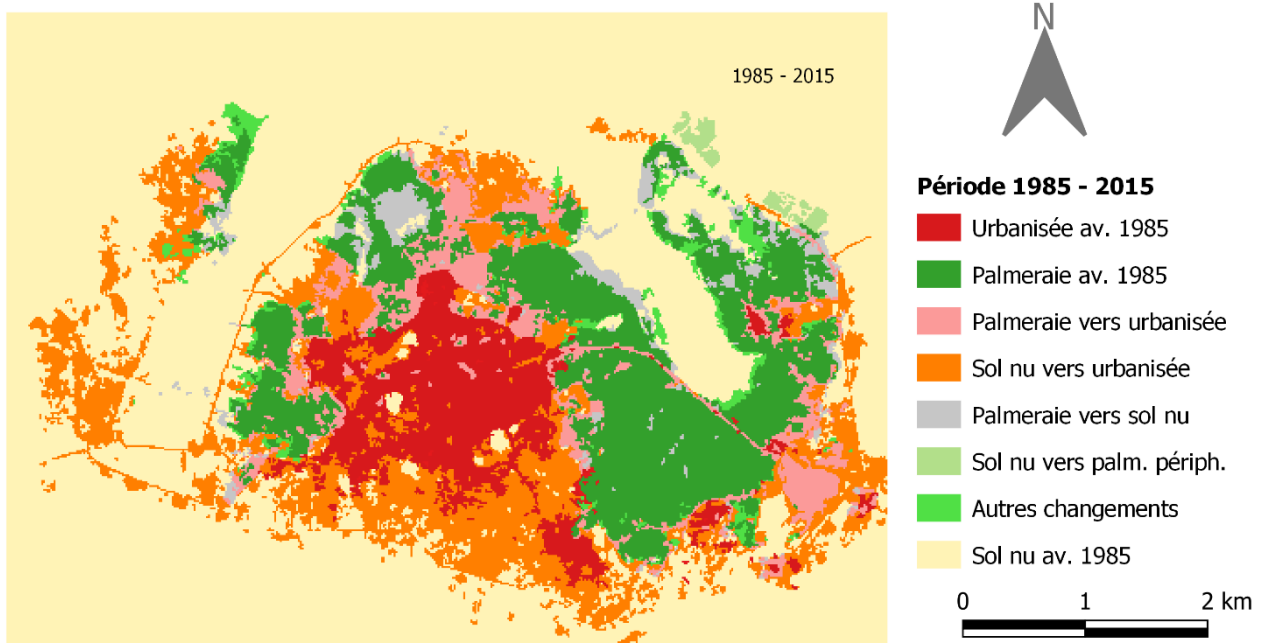 N
1985 - 2015
Période 1985 - 2015
Urbanisée av. 1985
Palmeraie av. 1985
Palmeraie vers urbanisée
Sol nu vers urbanisée
Palmeraie vers sol nu
Sol nu vers palm. périph.
Autres changements
Sol nu av. 1985
0 1 2 km